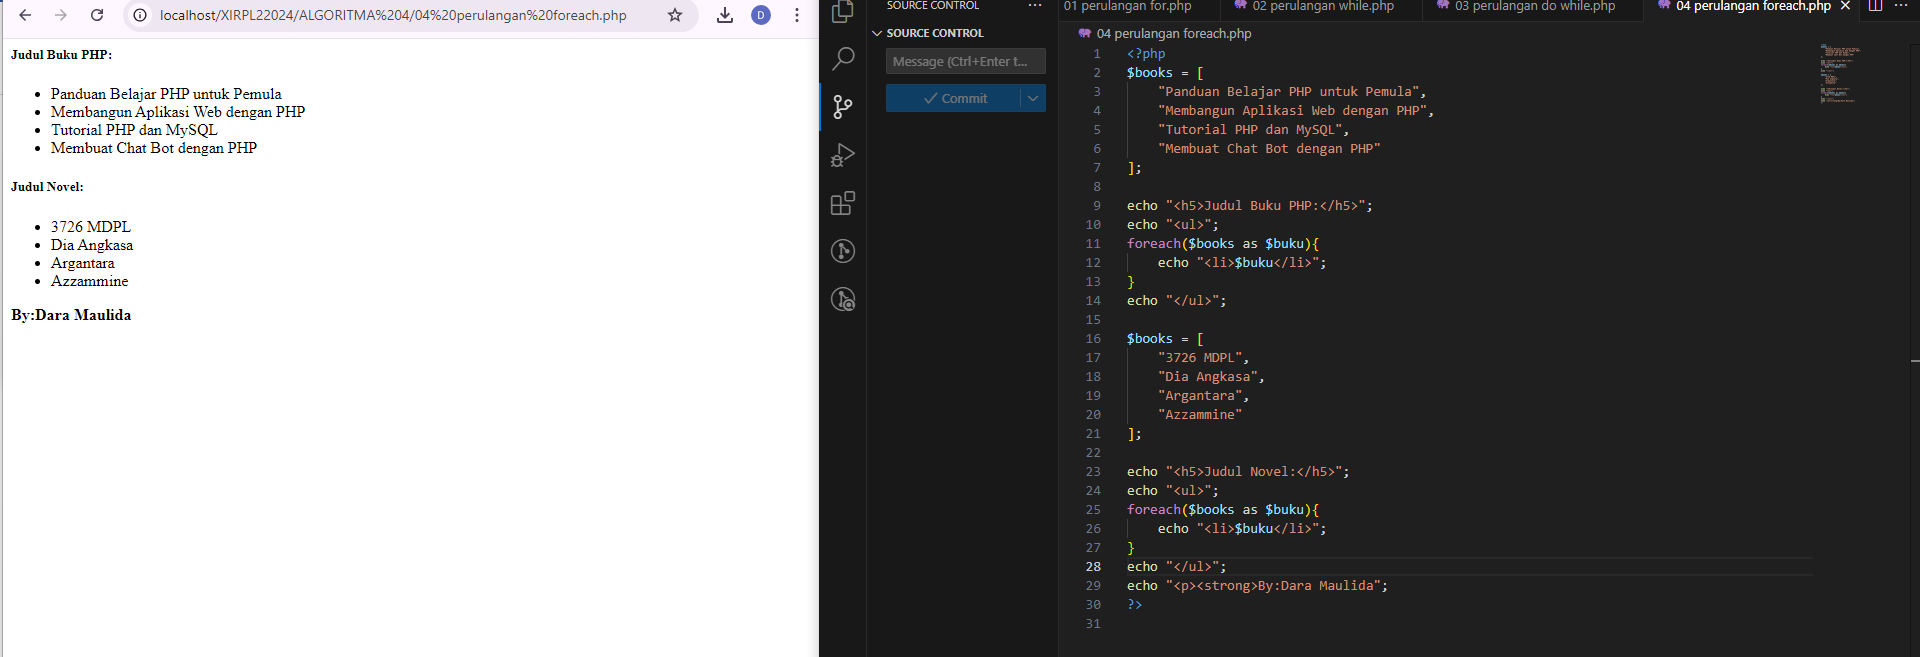 localhost/XIRPL22024/ALGORITMA%204/04%20perulangan%20foreach.php
D
Judul Buku PHP:
Panduan Belajar PHP untuk Pemula
Membangun Aplikasi Web dengan PHP
Tutorial PHP dan MySQL
Membuat Chat Bot dengan PHP
Judul Novel:
3726 MDPL
Dia Angkasa
Argantara
Azzammine
By:Dara Maulida
SOURCE CONTROL
SOURCE CONTROL
Message (Ctrl+Enter t...
Commit
01 perulangan for.php
02 perulangan while.php
03 perulangan do while.php
04 perulangan foreach.php
04 perulangan foreach.php
1 <?php
2 $books = [
3 "Panduan Belajar PHP untuk Pemula",
4 "Membangun Aplikasi Web dengan PHP",
5 "Tutorial PHP dan MySQL",
6 "Membuat Chat Bot dengan PHP"
7 ];
8
9 echo "<h5>Judul Buku PHP:</h5>";
10 echo "<ul>";
11 foreach($books as $buku){
12 echo "<li>$buku</li>";
13 }
14 echo "</ul>";
15
16 $books = [
17 "3726 MDPL",
18 "Dia Angkasa",
19 "Argantara",
20 "Azzammine"
21 ];
22
23 echo "<h5>Judul Novel:</h5>";
24 echo "<ul>";
25 foreach($books as $buku){
26 echo "<li>$buku</li>";
27 }
28 echo "</ul>";
29 echo "<p><strong>By:Dara Maulida";
30 ?>
31